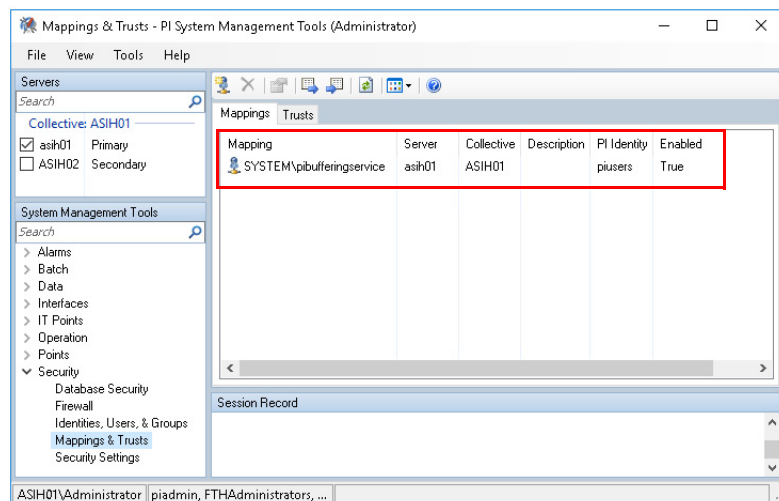 Mappings & Trusts - PI System Management Tools (Administrator)
File View Tools Help
Servers
Search
Collective: ASIH01
asih01 Primary
ASIH02 Secondary
System Management Tools
Search
Alarms
Batch
Data
Interfaces
IT Points
Operation
Points
Security
Database Security
Firewall
Identities, Users, & Groups
Mappings & Trusts
Security Settings
Mappings Trusts
Mapping Server Collective Description PI Identity Enabled
SYSTEM\pibufferingservice asih01 ASIH01 piusers True
Session Record
ASIH01\Administrator piadmin, FTHAdministrators, ...